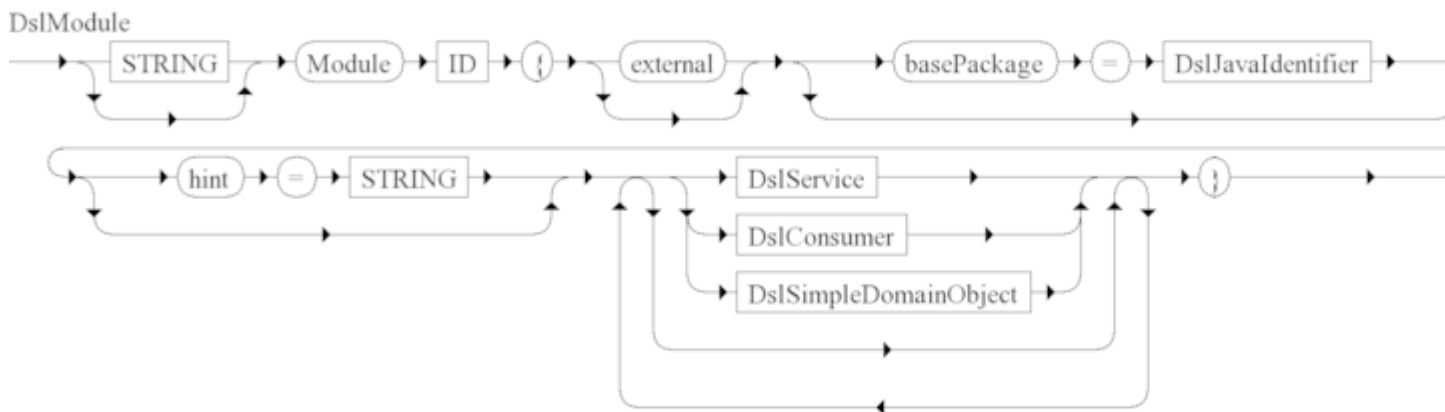 DslModule
STRING Module ID { external basePackage = DslJavaIdentifier
hint = STRING DslService }
DslConsumer
DslSimpleDomainObject